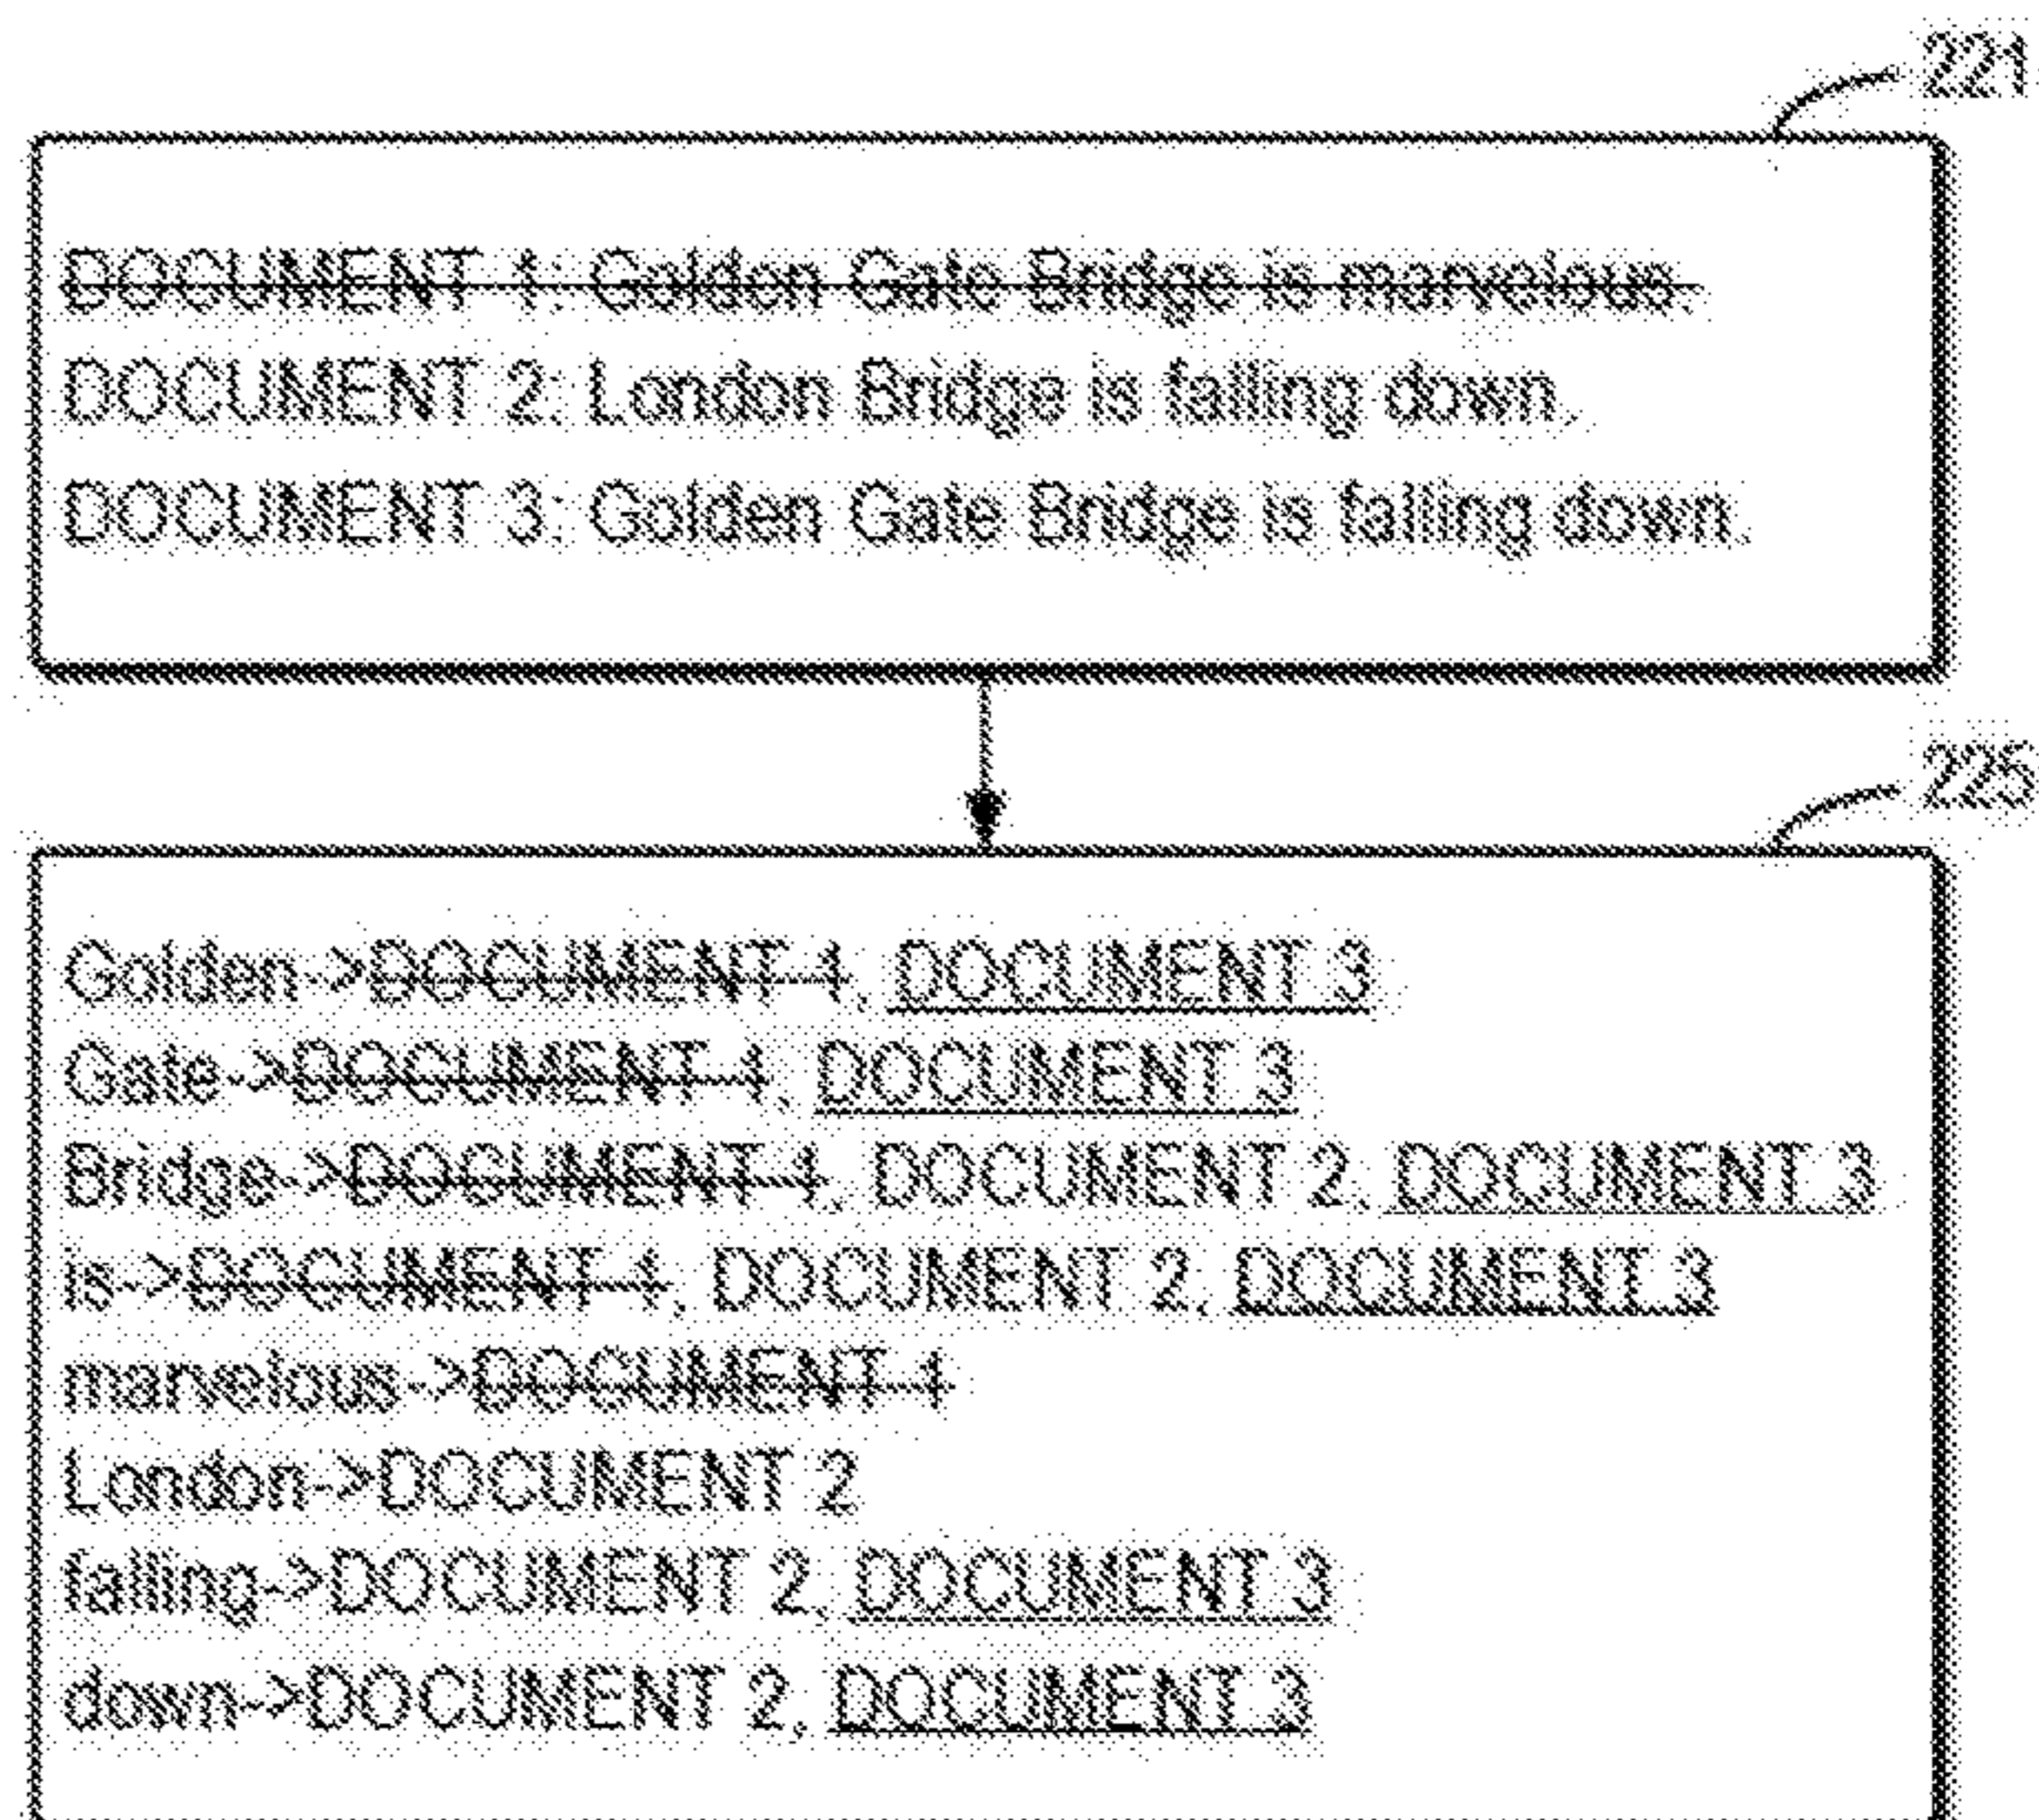 221
DOCUMENT 1: Golden Gate Bridge is marvelous.
DOCUMENT 2: London Bridge is falling down.
DOCUMENT 3: Golden Gate Bridge is falling down.
225
Golden->DOCUMENT 1, DOCUMENT 3
Gate->DOCUMENT 1, DOCUMENT 3
Bridge->DOCUMENT 1, DOCUMENT 2, DOCUMENT 3
is->DOCUMENT 1, DOCUMENT 2, DOCUMENT 3
marvelous->DOCUMENT 1
London->DOCUMENT 2
falling->DOCUMENT 2, DOCUMENT 3
down->DOCUMENT 2, DOCUMENT 3